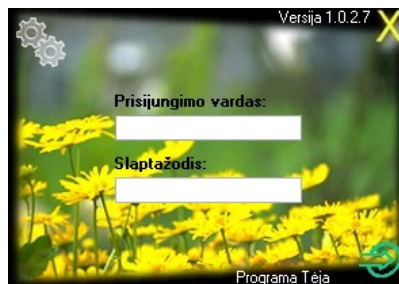 Versija 1.0.2.7
X
Prisijungimo vardas:
Slaptažodis:
Programa Tėja